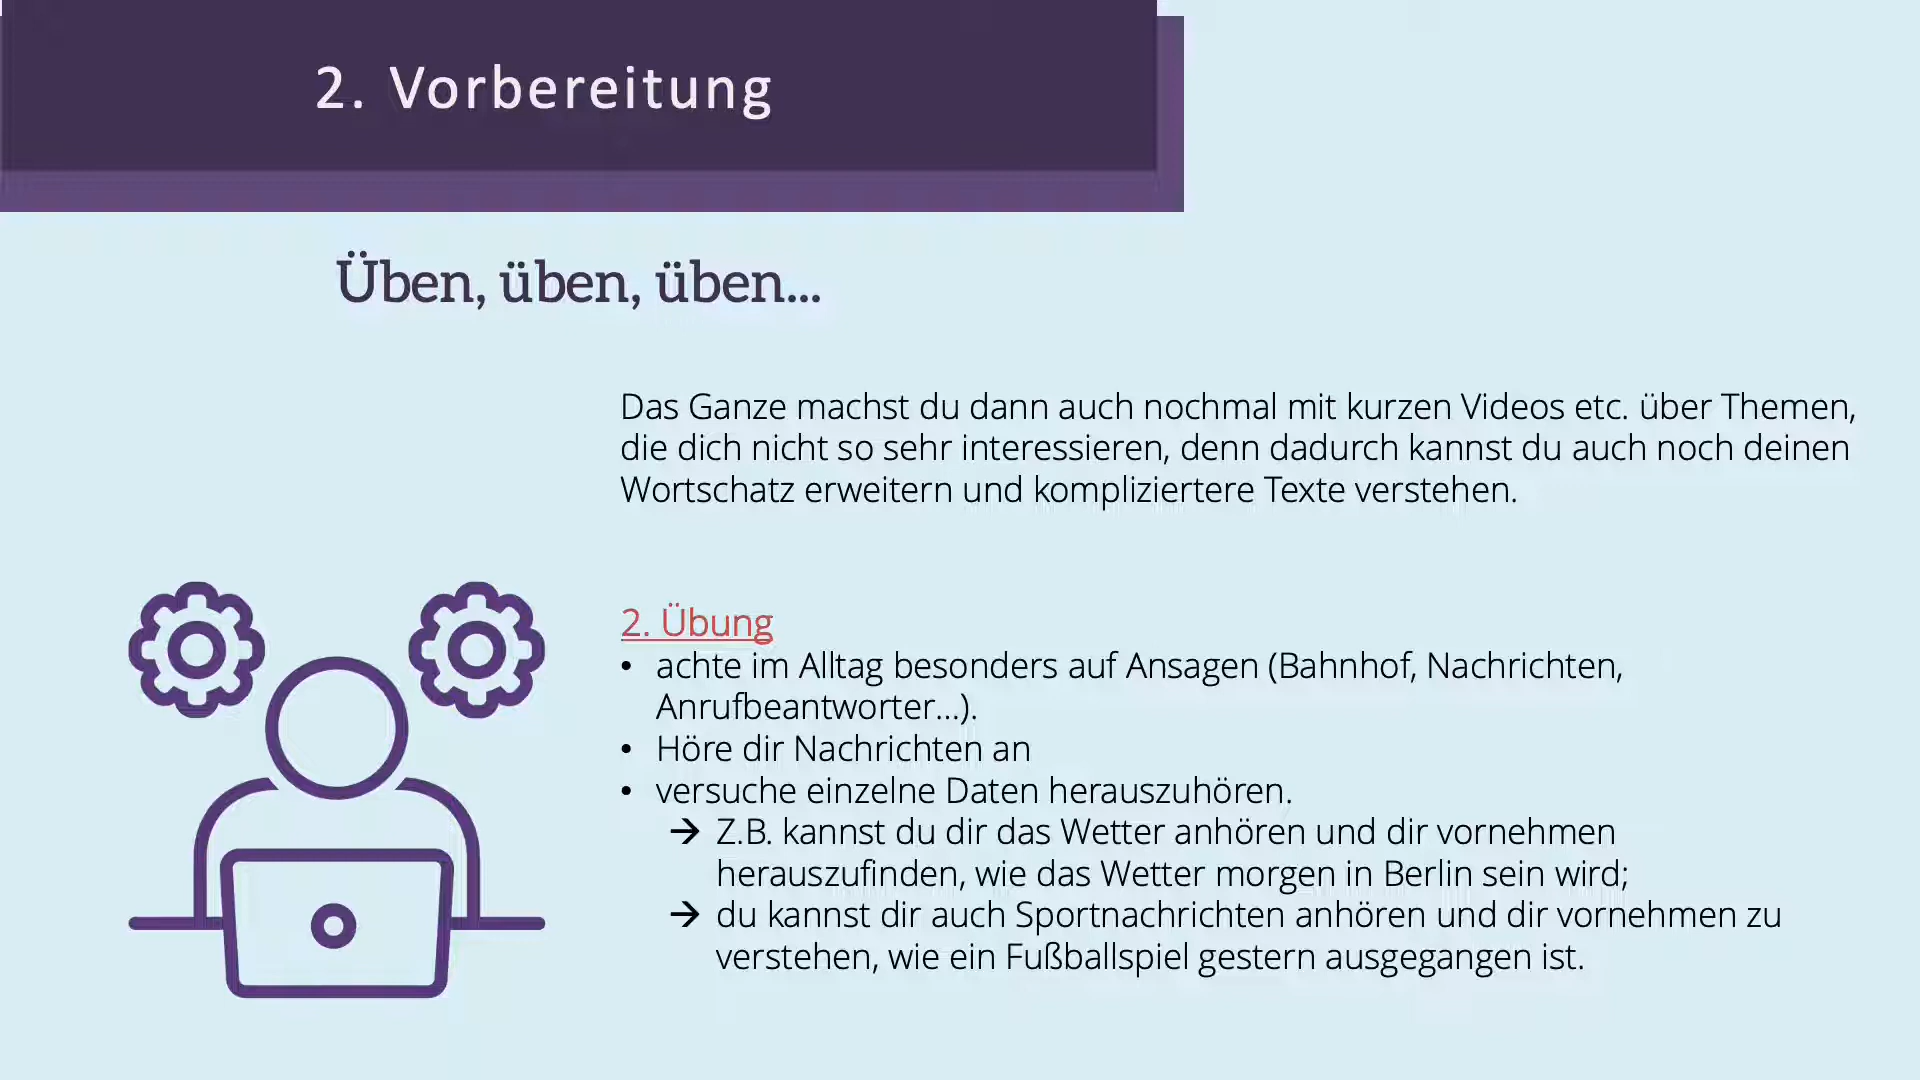 2. Vorbereitung
Üben, üben, üben...
Das Ganze machst du dann auch nochmal mit kurzen Videos etc. über Themen,
die dich nicht so sehr interessieren, denn dadurch kannst du auch noch deinen
Wortschatz erweitern und kompliziertere Texte verstehen.
2. Übung
• achte im Alltag besonders auf Ansagen (Bahnhof, Nachrichten,
Anrufbeantworter...).
• Höre dir Nachrichten an
• versuche einzelne Daten herauszuhören.
→ Z.B. kannst du dir das Wetter anhören und dir vornehmen
herauszufinden, wie das Wetter morgen in Berlin sein wird;
→ du kannst dir auch Sportnachrichten anhören und dir vornehmen zu
verstehen, wie ein Fußballspiel gestern ausgegangen ist.